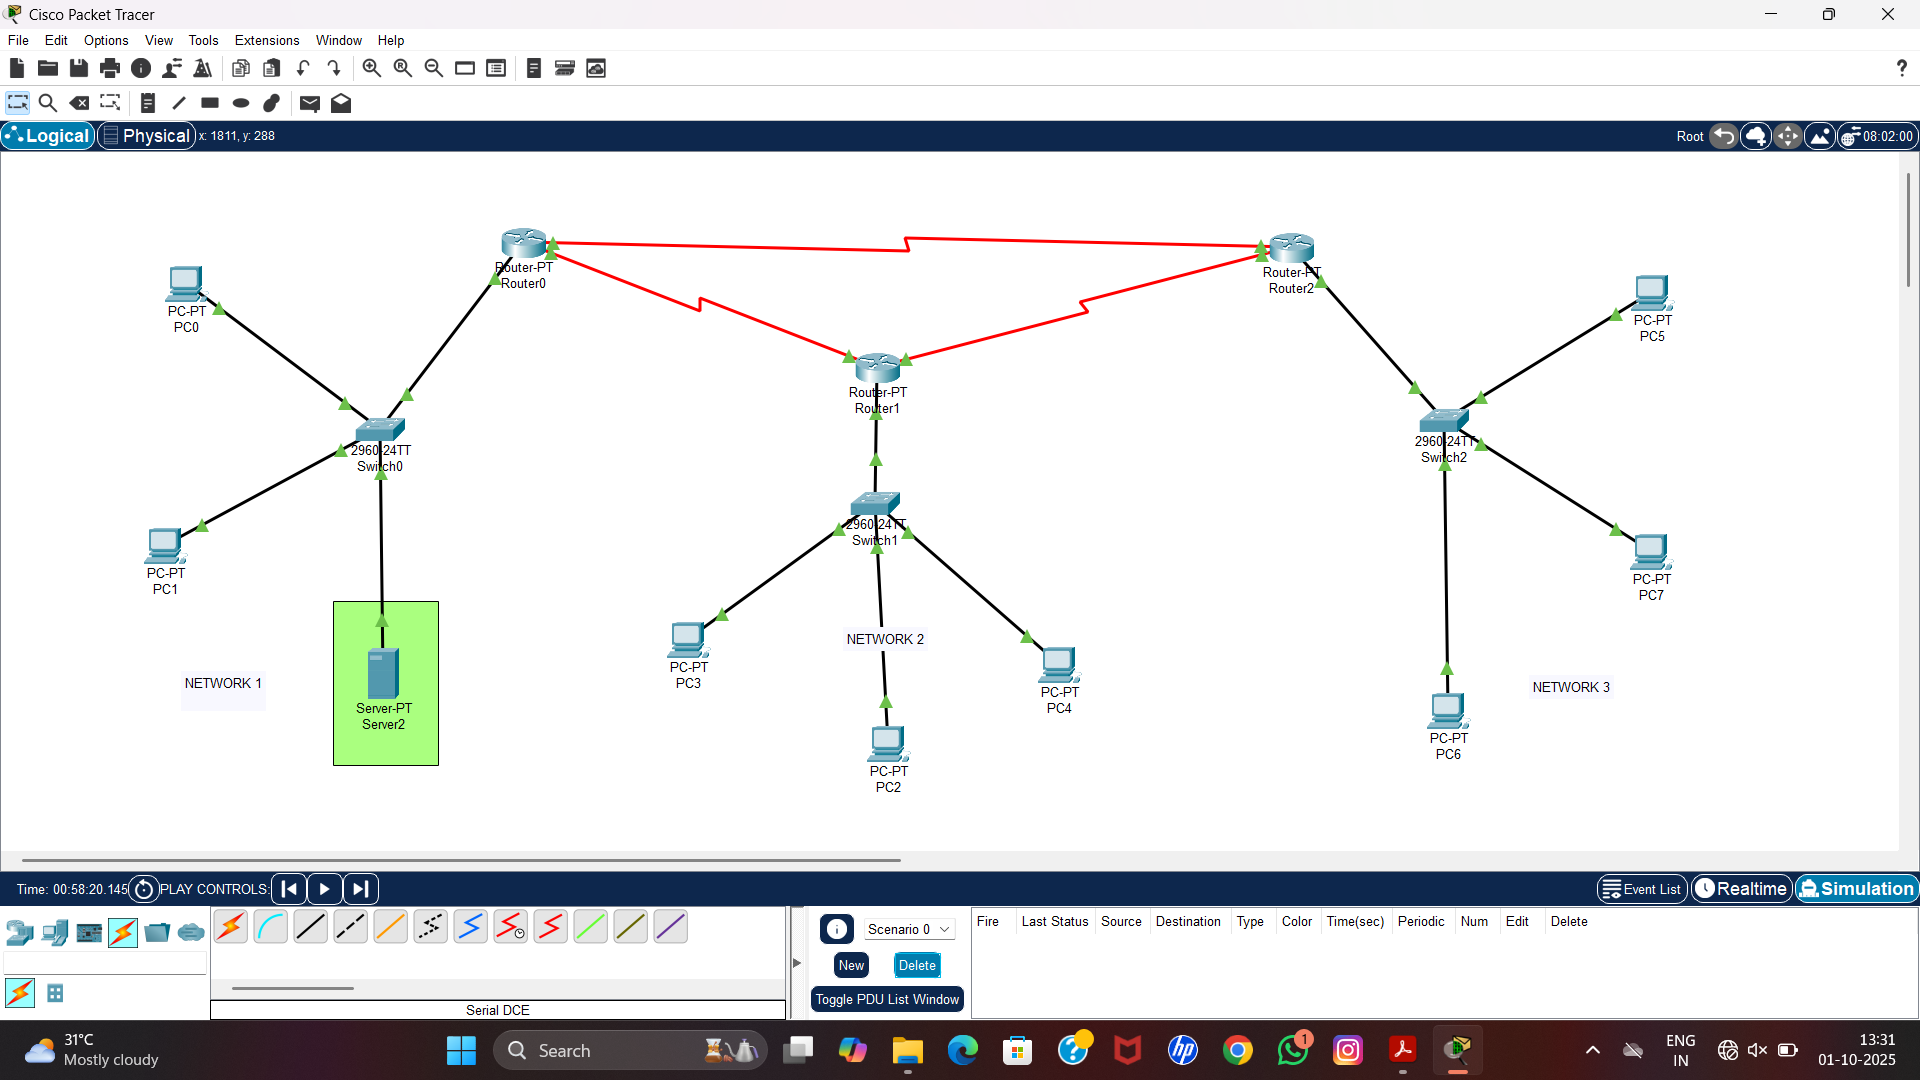 Cisco Packet Tracer
File Edit Options View Tools Extensions Window Help
?
Logical Physical x: 1811, y: 288 Root 08:02:00
Router-PT
Router0
Router-PT
Router2
PC-PT
PC0
PC-PT
PC5
Router-PT
Router1
2960-24TT
Switch0
2960-24TT
Switch2
2960-24TT
Switch1
PC-PT
PC1
PC-PT
PC7
NETWORK 1
Server-PT
Server2
PC-PT
PC3
NETWORK 2
PC-PT
PC4
PC-PT
PC2
NETWORK 3
PC-PT
PC6
Time: 00:58:20.145 PLAY CONTROLS: Event List Realtime Simulation
Scenario 0
New Delete
Toggle PDU List Window
Fire Last Status Source Destination Type Color Time(sec) Periodic Num Edit Delete
Serial DCE
31°C
Mostly cloudy
Search
hp
1
ENG
IN
13:31
01-10-2025